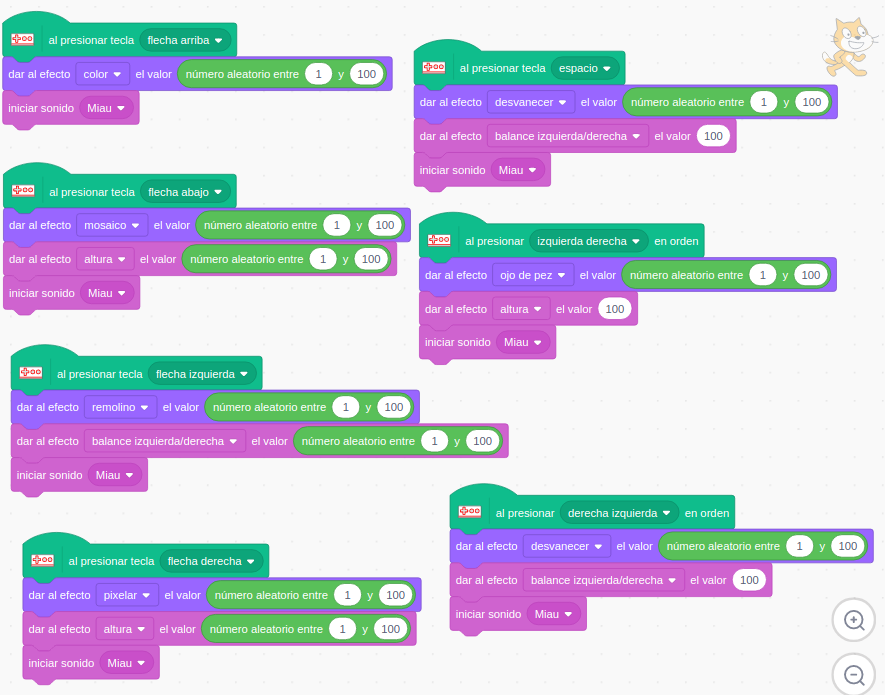 al presionar tecla flecha arriba
dar al efecto color el valor número aleatorio entre 1 y 100
iniciar sonido Miau
al presionar tecla flecha abajo
dar al efecto mosaico el valor número aleatorio entre 1 y 100
dar al efecto altura el valor número aleatorio entre 1 y 100
iniciar sonido Miau
al presionar tecla flecha izquierda
dar al efecto remolino el valor número aleatorio entre 1 y 100
dar al efecto balance izquierda/derecha el valor número aleatorio entre 1 y 100
iniciar sonido Miau
al presionar tecla flecha derecha
dar al efecto pixelar el valor número aleatorio entre 1 y 100
dar al efecto altura el valor número aleatorio entre 1 y 100
iniciar sonido Miau
al presionar tecla espacio
dar al efecto desvanecer el valor número aleatorio entre 1 y 100
dar al efecto balance izquierda/derecha el valor 100
iniciar sonido Miau
al presionar izquierda derecha en orden
dar al efecto ojo de pez el valor número aleatorio entre 1 y 100
dar al efecto altura el valor 100
iniciar sonido Miau
al presionar derecha izquierda en orden
dar al efecto desvanecer el valor número aleatorio entre 1 y 100
dar al efecto balance izquierda/derecha el valor 100
iniciar sonido Miau